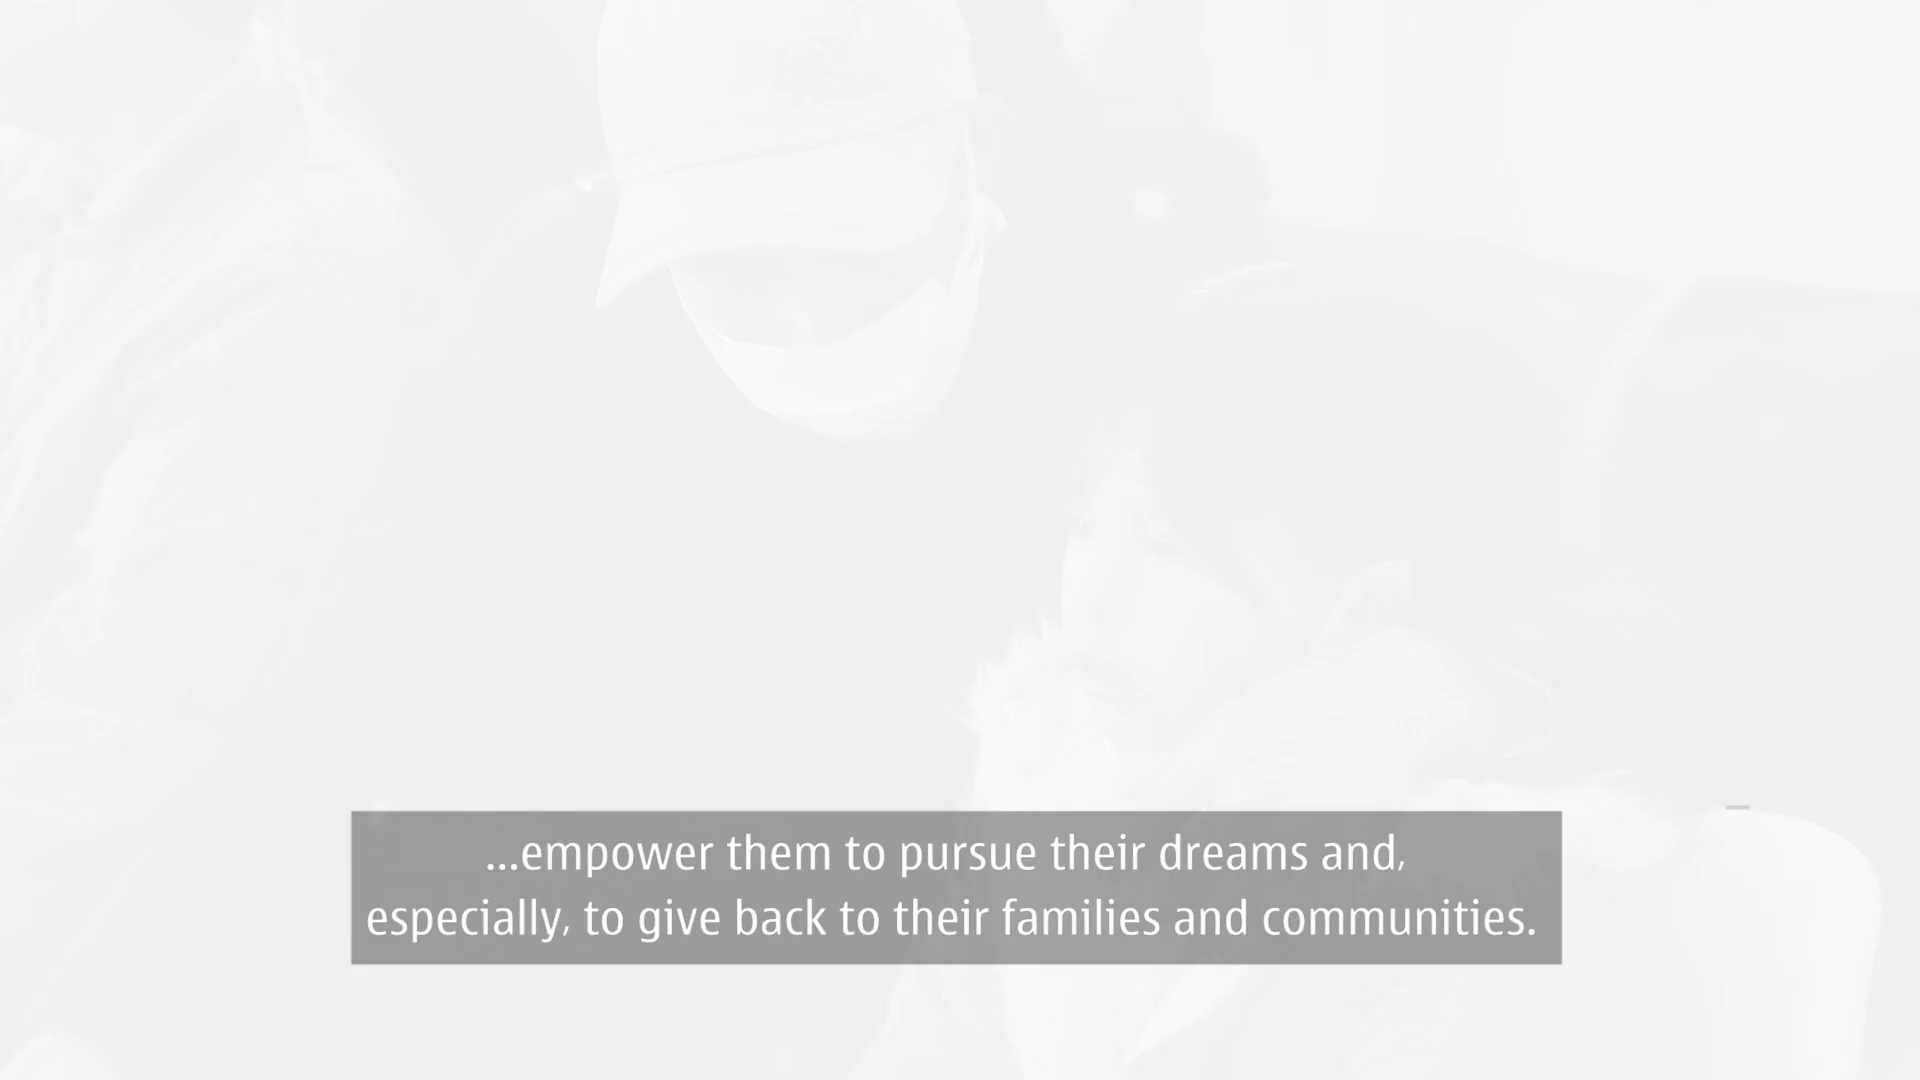 ...empower them to pursue their dreams and,
especially, to give back to their families and communities.